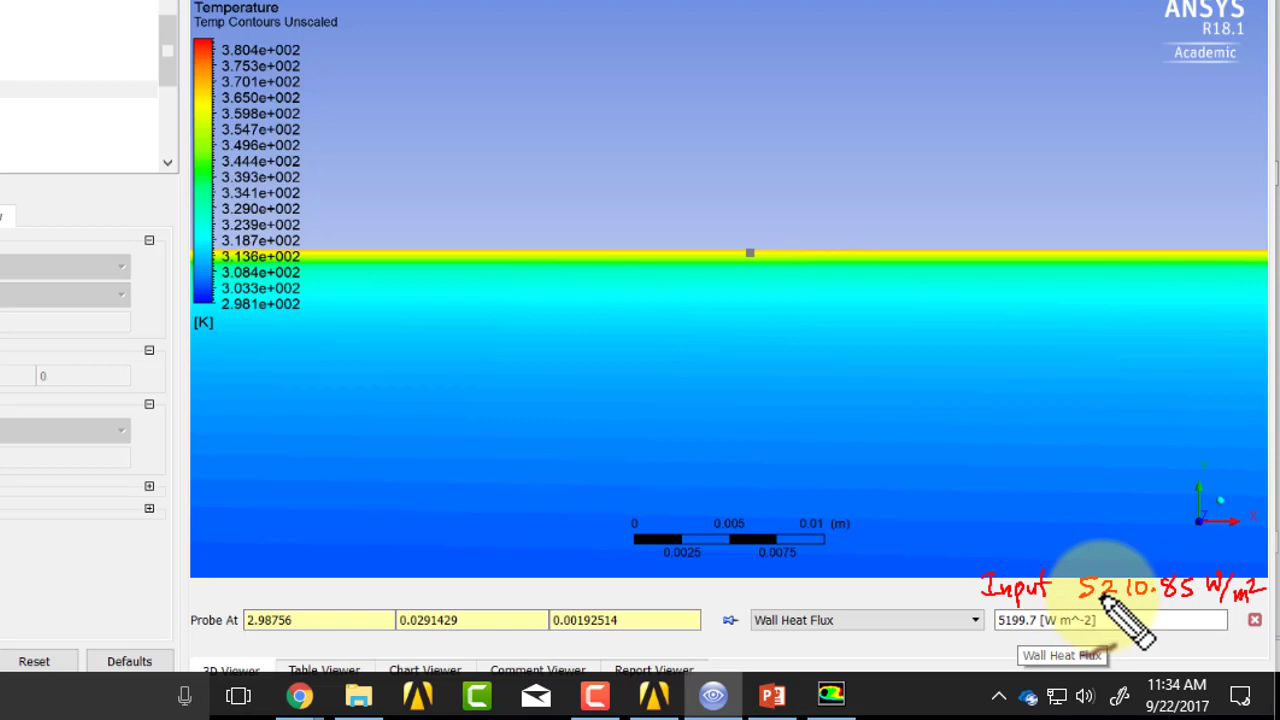 Temperature
Temp Contours Unscaled
3.804e+002
3.753e+002
3.701e+002
3.650e+002
3.598e+002
3.547e+002
3.496e+002
3.444e+002
3.393e+002
3.341e+002
3.290e+002
3.239e+002
3.187e+002
3.136e+002
3.084e+002
3.033e+002
2.981e+002
[K]
ANSYS
R18.1
Academic
0
0 0.005 0.01 (m)
0.0025 0.0075
Y
Z X
Input 5210.85 W/m2
Probe At 2.98756 0.0291429 0.00192514 Wall Heat Flux 5199.7 [W m^-2]
Wall Heat Flux
Reset Defaults
3D Viewer Table Viewer Chart Viewer Comment Viewer Report Viewer
11:34 AM
9/22/2017